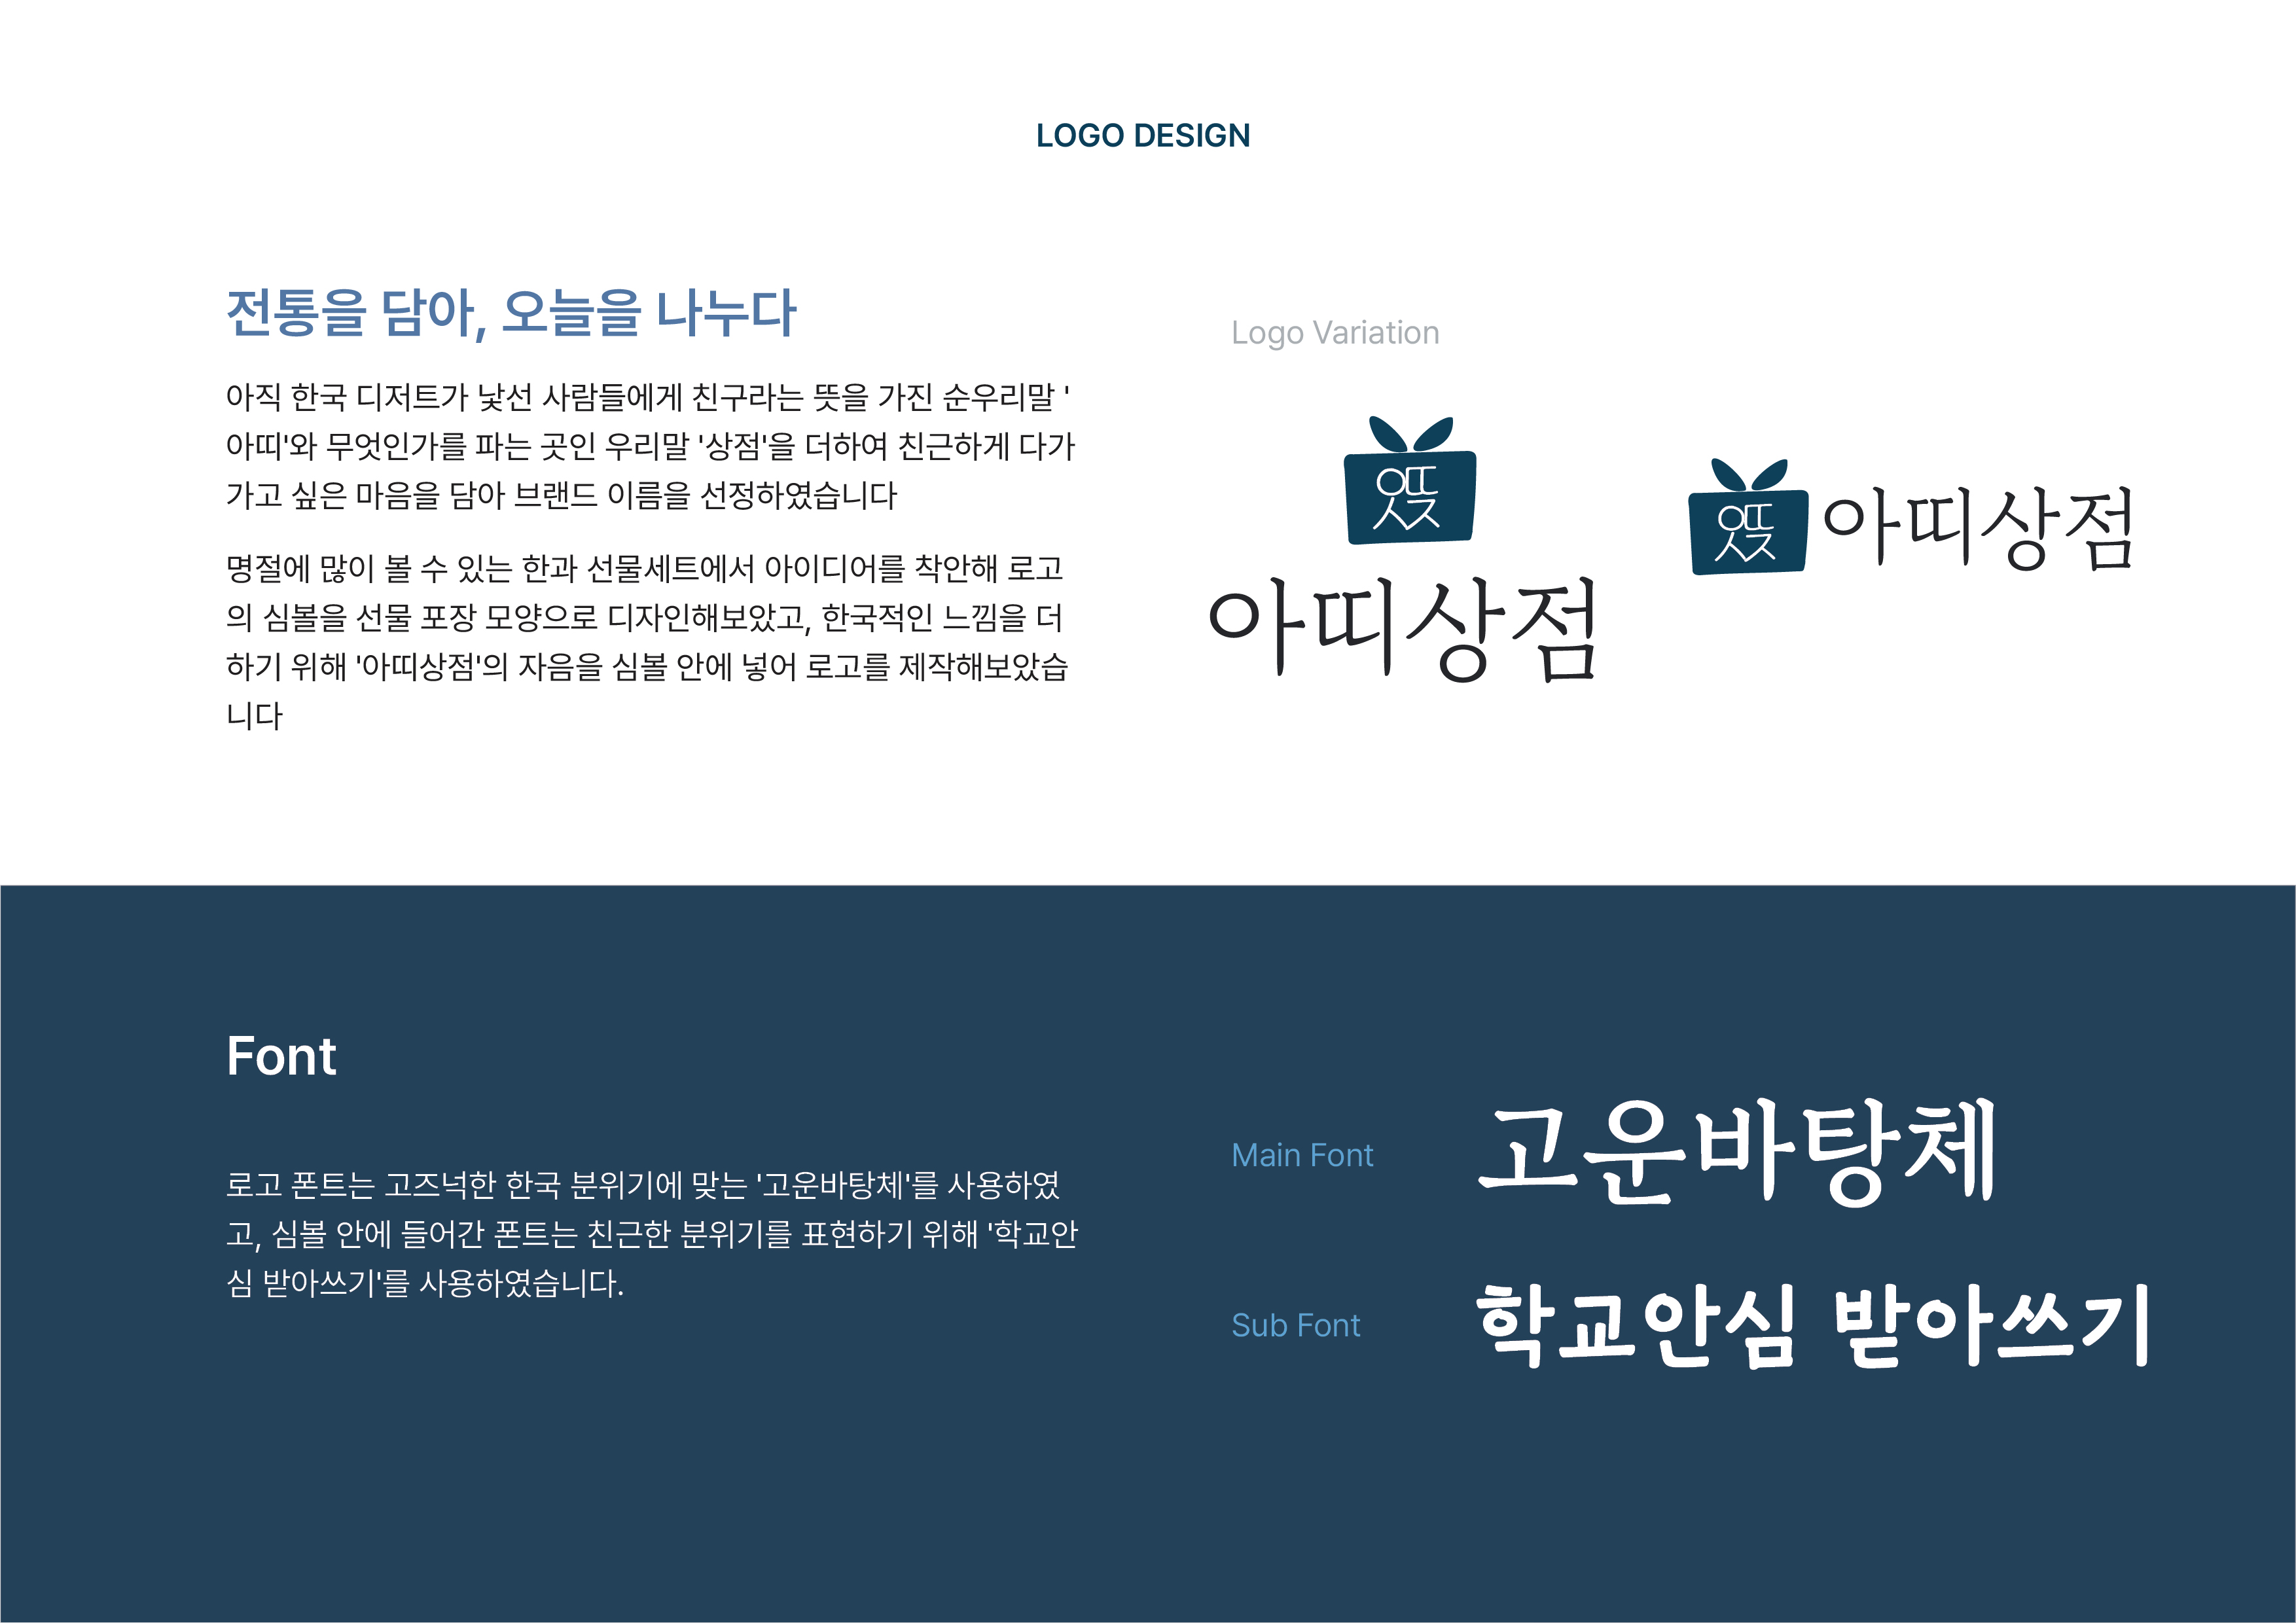 LOGO DESIGN
전통을 담아, 오늘을 나누다
아직 한국 디저트가 낯선 사람들에게 친구라는 뜻을 가진 순우리말 '
아띠'와 무엇인가를 파는 곳인 우리말 '상점'을 더하여 친근하게 다가
가고 싶은 마음을 담아 브랜드 이름을 선정하였습니다
명절에 많이 볼 수 있는 한과 선물세트에서 아이디어를 착안해 로고
의 심볼을 선물 포장 모양으로 디자인해보았고, 한국적인 느낌을 더
하기 위해 '아띠상점'의 자음을 심볼 안에 넣어 로고를 제작해보았습
니다
Logo Variation
ㅇㄸ
ㅅㅈ
아띠상점
ㅇㄸ
ㅅㅈ
아띠상점
Font
로고 폰트는 고즈넉한 한국 분위기에 맞는 '고운바탕체'를 사용하였
고, 심볼 안에 들어간 폰트는 친근한 분위기를 표현하기 위해 '학교안
심 받아쓰기'를 사용하였습니다.
Main Font
고운바탕체
Sub Font
학교안심 받아쓰기